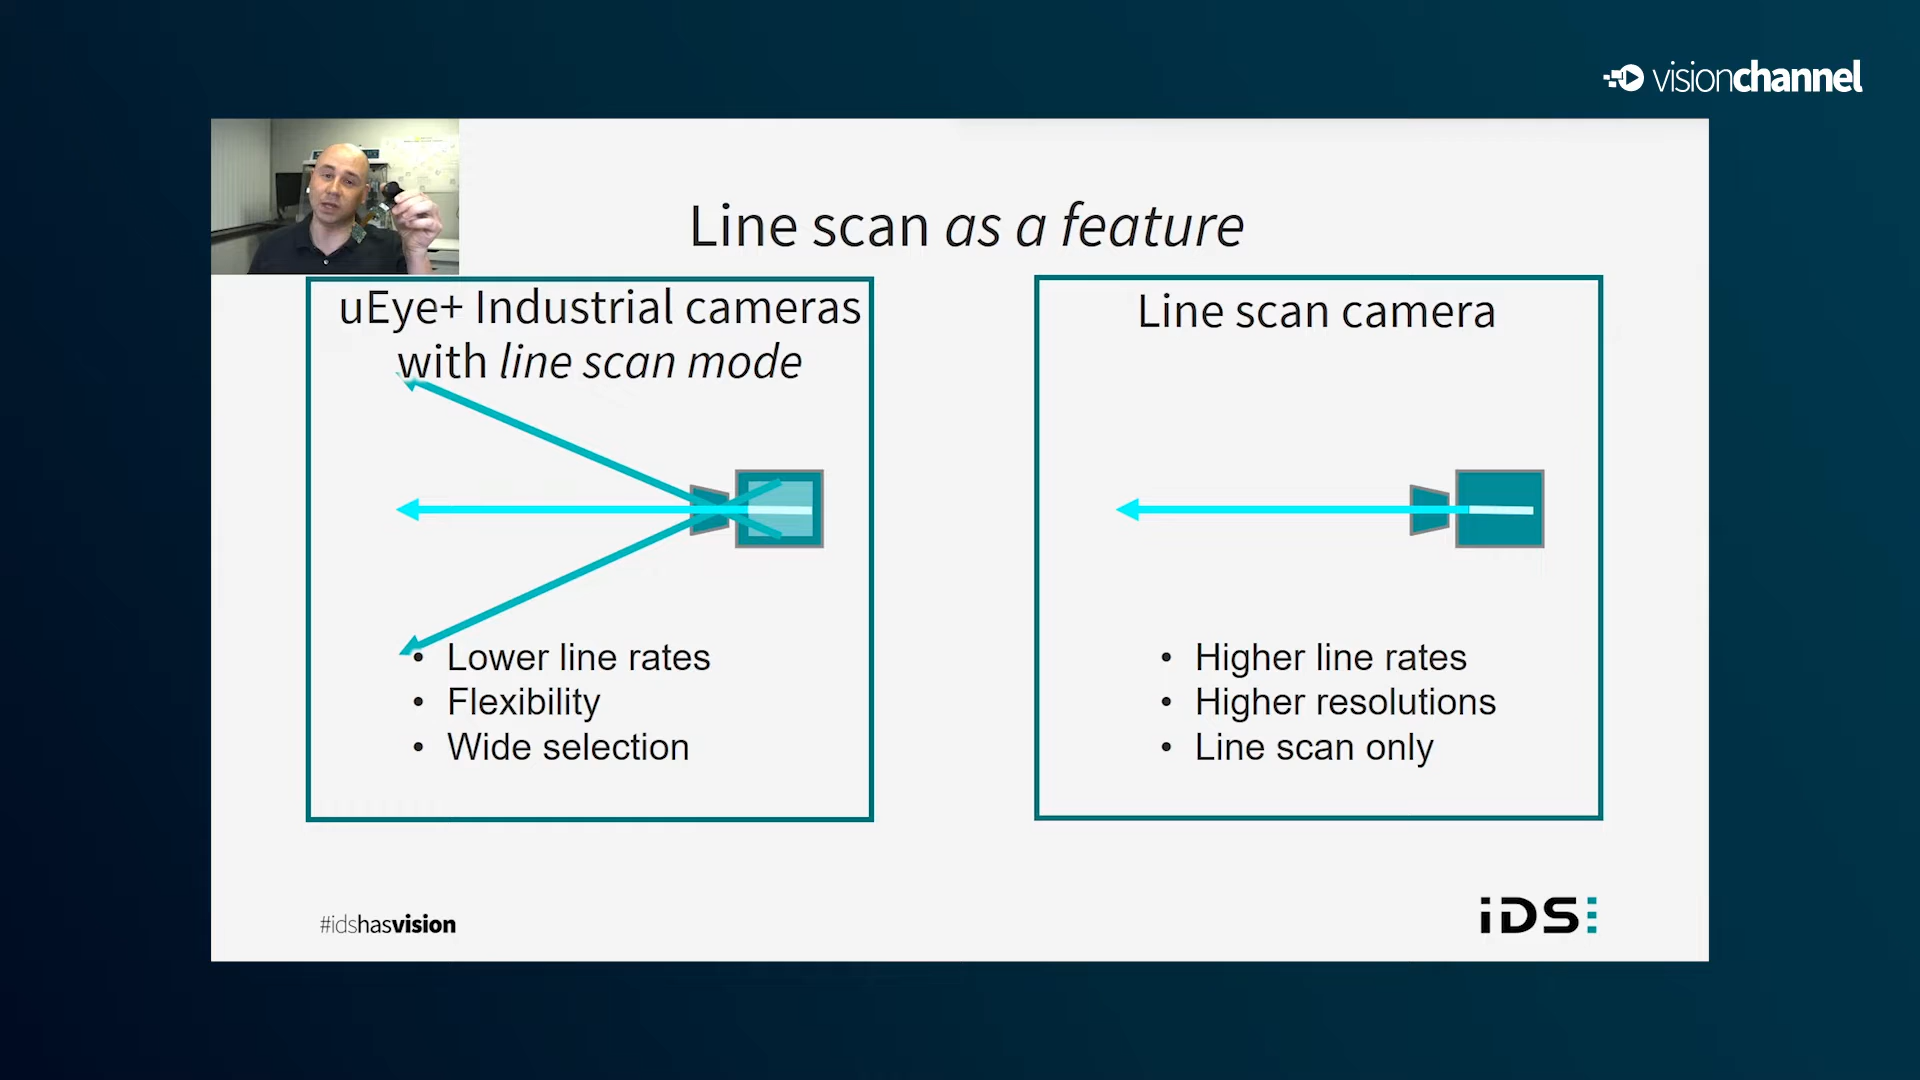 visionchannel
Line scan as a feature
uEye+ Industrial cameras
with line scan mode
• Lower line rates
• Flexibility
• Wide selection
Line scan camera
• Higher line rates
• Higher resolutions
• Line scan only
#idshasvision
iDS